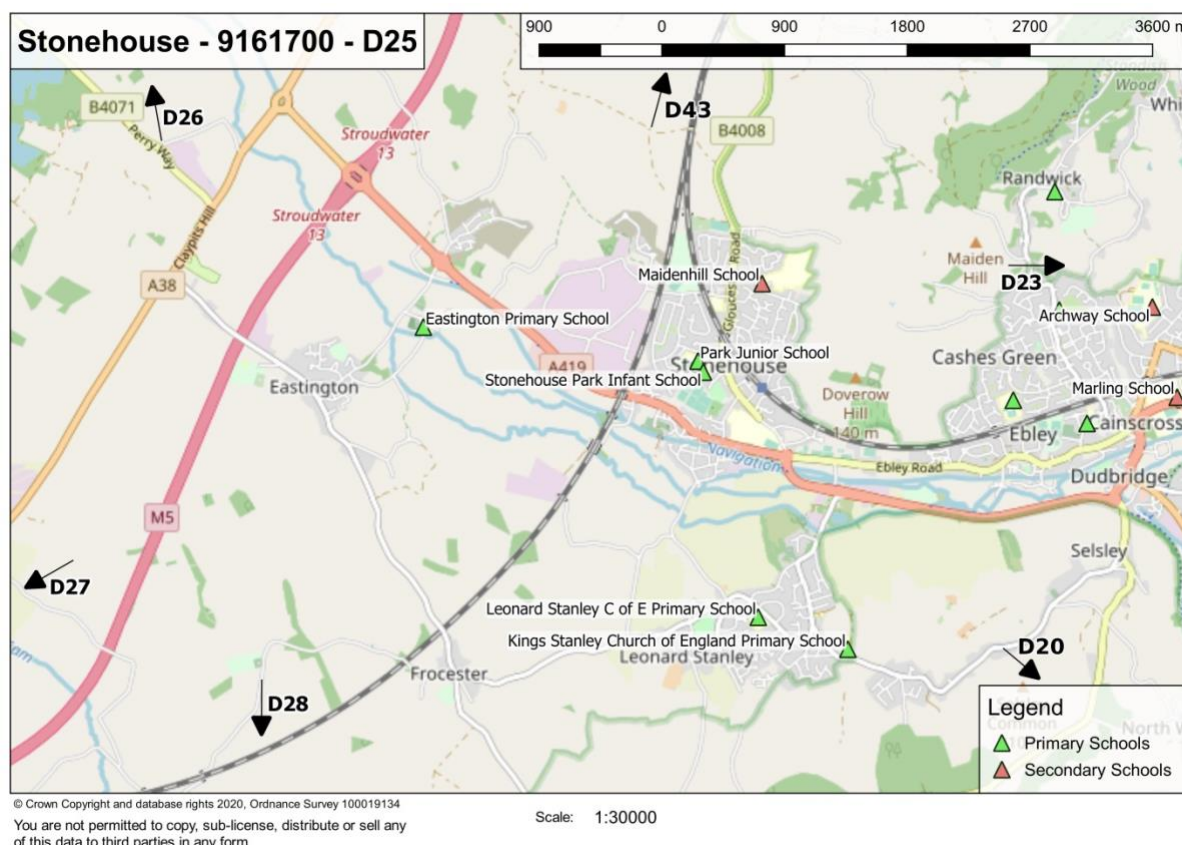 Stonehouse - 9161700 - D25
900 0 900 1800 2700 3600 m
Standish
Wood
B4071
D26
D43
Perry Way
Stroudwater
13
B4008
Randwick
Stroudwater
13
Claypits Hill
Maiden
Hill
D23
A38
Maidenhill School
Archway School
Eastington Primary School
Park Junior School
Stonehouse
Cashes Green
A419
Stonehouse Park Infant School
Eastington
Doverow
Hill
140 m
Marling School
Cainscross
Ebley
Navigation
Ebley Road
Dudbridge
M5
Selsley
D27
Leonard Stanley C of E Primary School
Kings Stanley Church of England Primary School
Leonard Stanley
D20
Frocester
D28
Legend
Primary Schools
Secondary Schools
© Crown Copyright and database rights 2020, Ordnance Survey 100019134
You are not permitted to copy, sub-license, distribute or sell any
of this data to third parties in any form
Scale: 1:30000